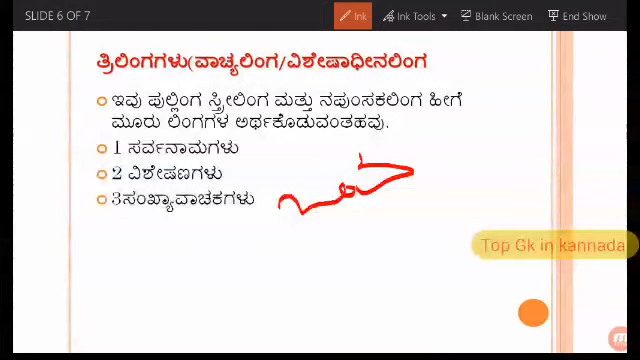 SLIDE 6 OF 7 Ink Ink Tools Blank Screen End Show
ತ್ರಿಲಿಂಗಗಳು(ವಾಚ್ಯಲಿಂಗ/ವಿಶೇಷಾಧೀನಲಿಂಗ
ಇವು ಪುಲ್ಲಿಂಗ ಸ್ತ್ರೀಲಿಂಗ ಮತ್ತು ನಪುಂಸಕಲಿಂಗ ಹೀಗೆ
ಮೂರು ಲಿಂಗಗಳ ಅರ್ಥಕೊಡುವಂತಹವು.
1 ಸರ್ವನಾಮಗಳು
2 ವಿಶೇಷಣಗಳು
3ಸಂಖ್ಯಾವಾಚಕಗಳು
Top Gk in kannada